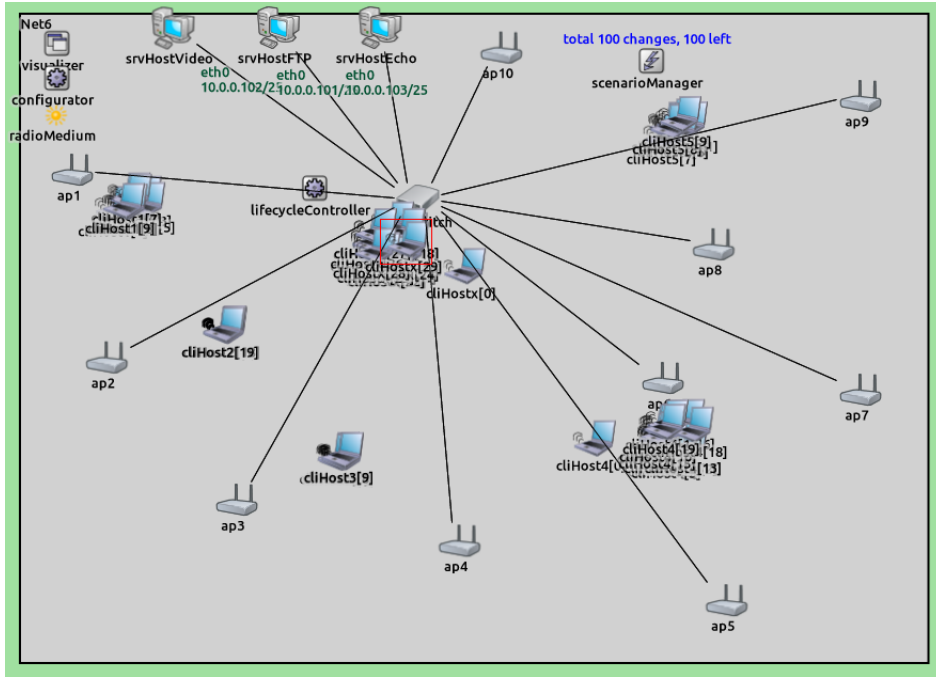 Net6
visualizer
configurator
radioMedium
srvHostVideo
srvHostFTP
srvHostEcho
eth0
10.0.0.102/25
eth0
10.0.0.101/
eth0
10.0.0.103/25
total 100 changes, 100 left
scenarioManager
ap10
ap9
cliHost5[9]
cliHost5[7]
ap1
cliHost1[9]
lifecycleController
cliHostx[29]
cliHostx[0]
ap8
cliHost2[19]
ap2
ap7
cliHost4[19]
[18]
[13]
cliHost3[9]
ap3
ap4
ap5